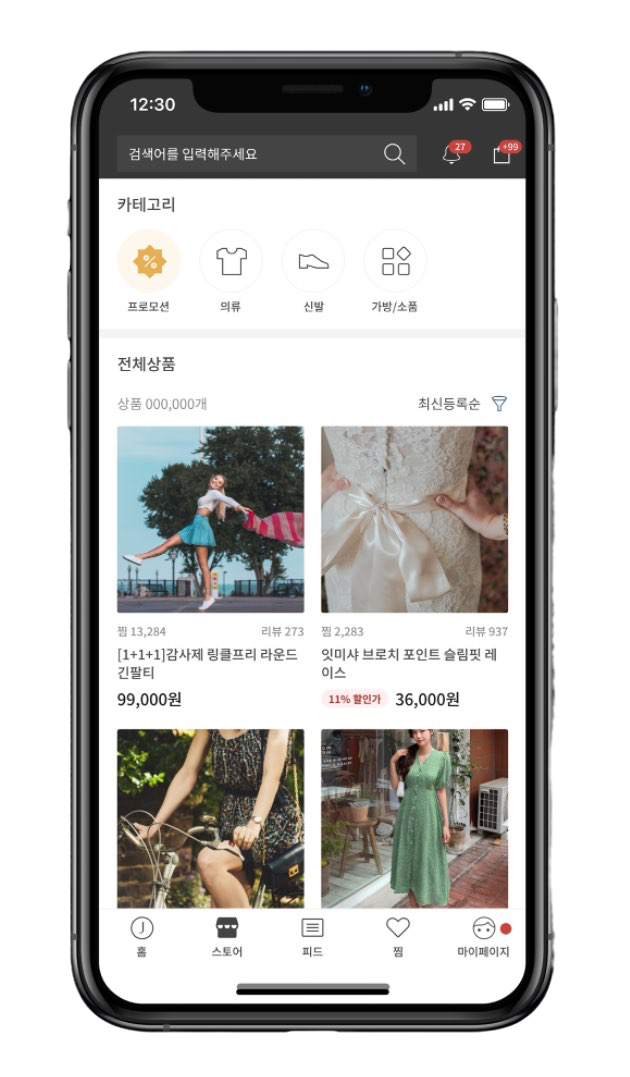 12:30
검색어를 입력해주세요
27
+99
카테고리
프로모션 의류 신발 가방/소품
전체상품
상품 000,000개 최신등록순
찜 13,284 리뷰 273
[1+1+1]감사제 링클프리 라운드
긴팔티
99,000원
찜 2,283 리뷰 937
잇미샤 브로치 포인트 슬림핏 레
이스
11% 할인가 36,000원
J
홈 스토어 피드 찜 마이페이지